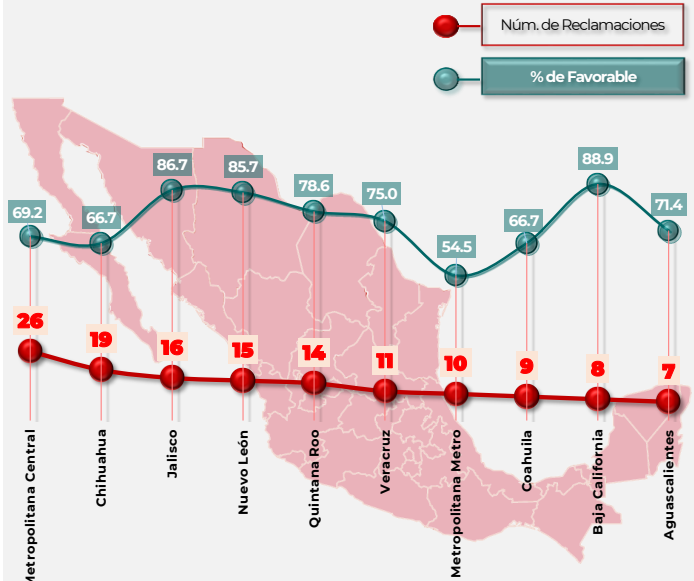 Núm. de Reclamaciones
% de Favorable
69.2
66.7
86.7
85.7
78.6
75.0
54.5
66.7
88.9
71.4
26
19
16
15
14
11
10
9
8
7
Metropolitana Central
Chihuahua
Jalisco
Nuevo León
Quintana Roo
Veracruz
Metropolitana Metro
Coahuila
Baja California
Aguascalientes